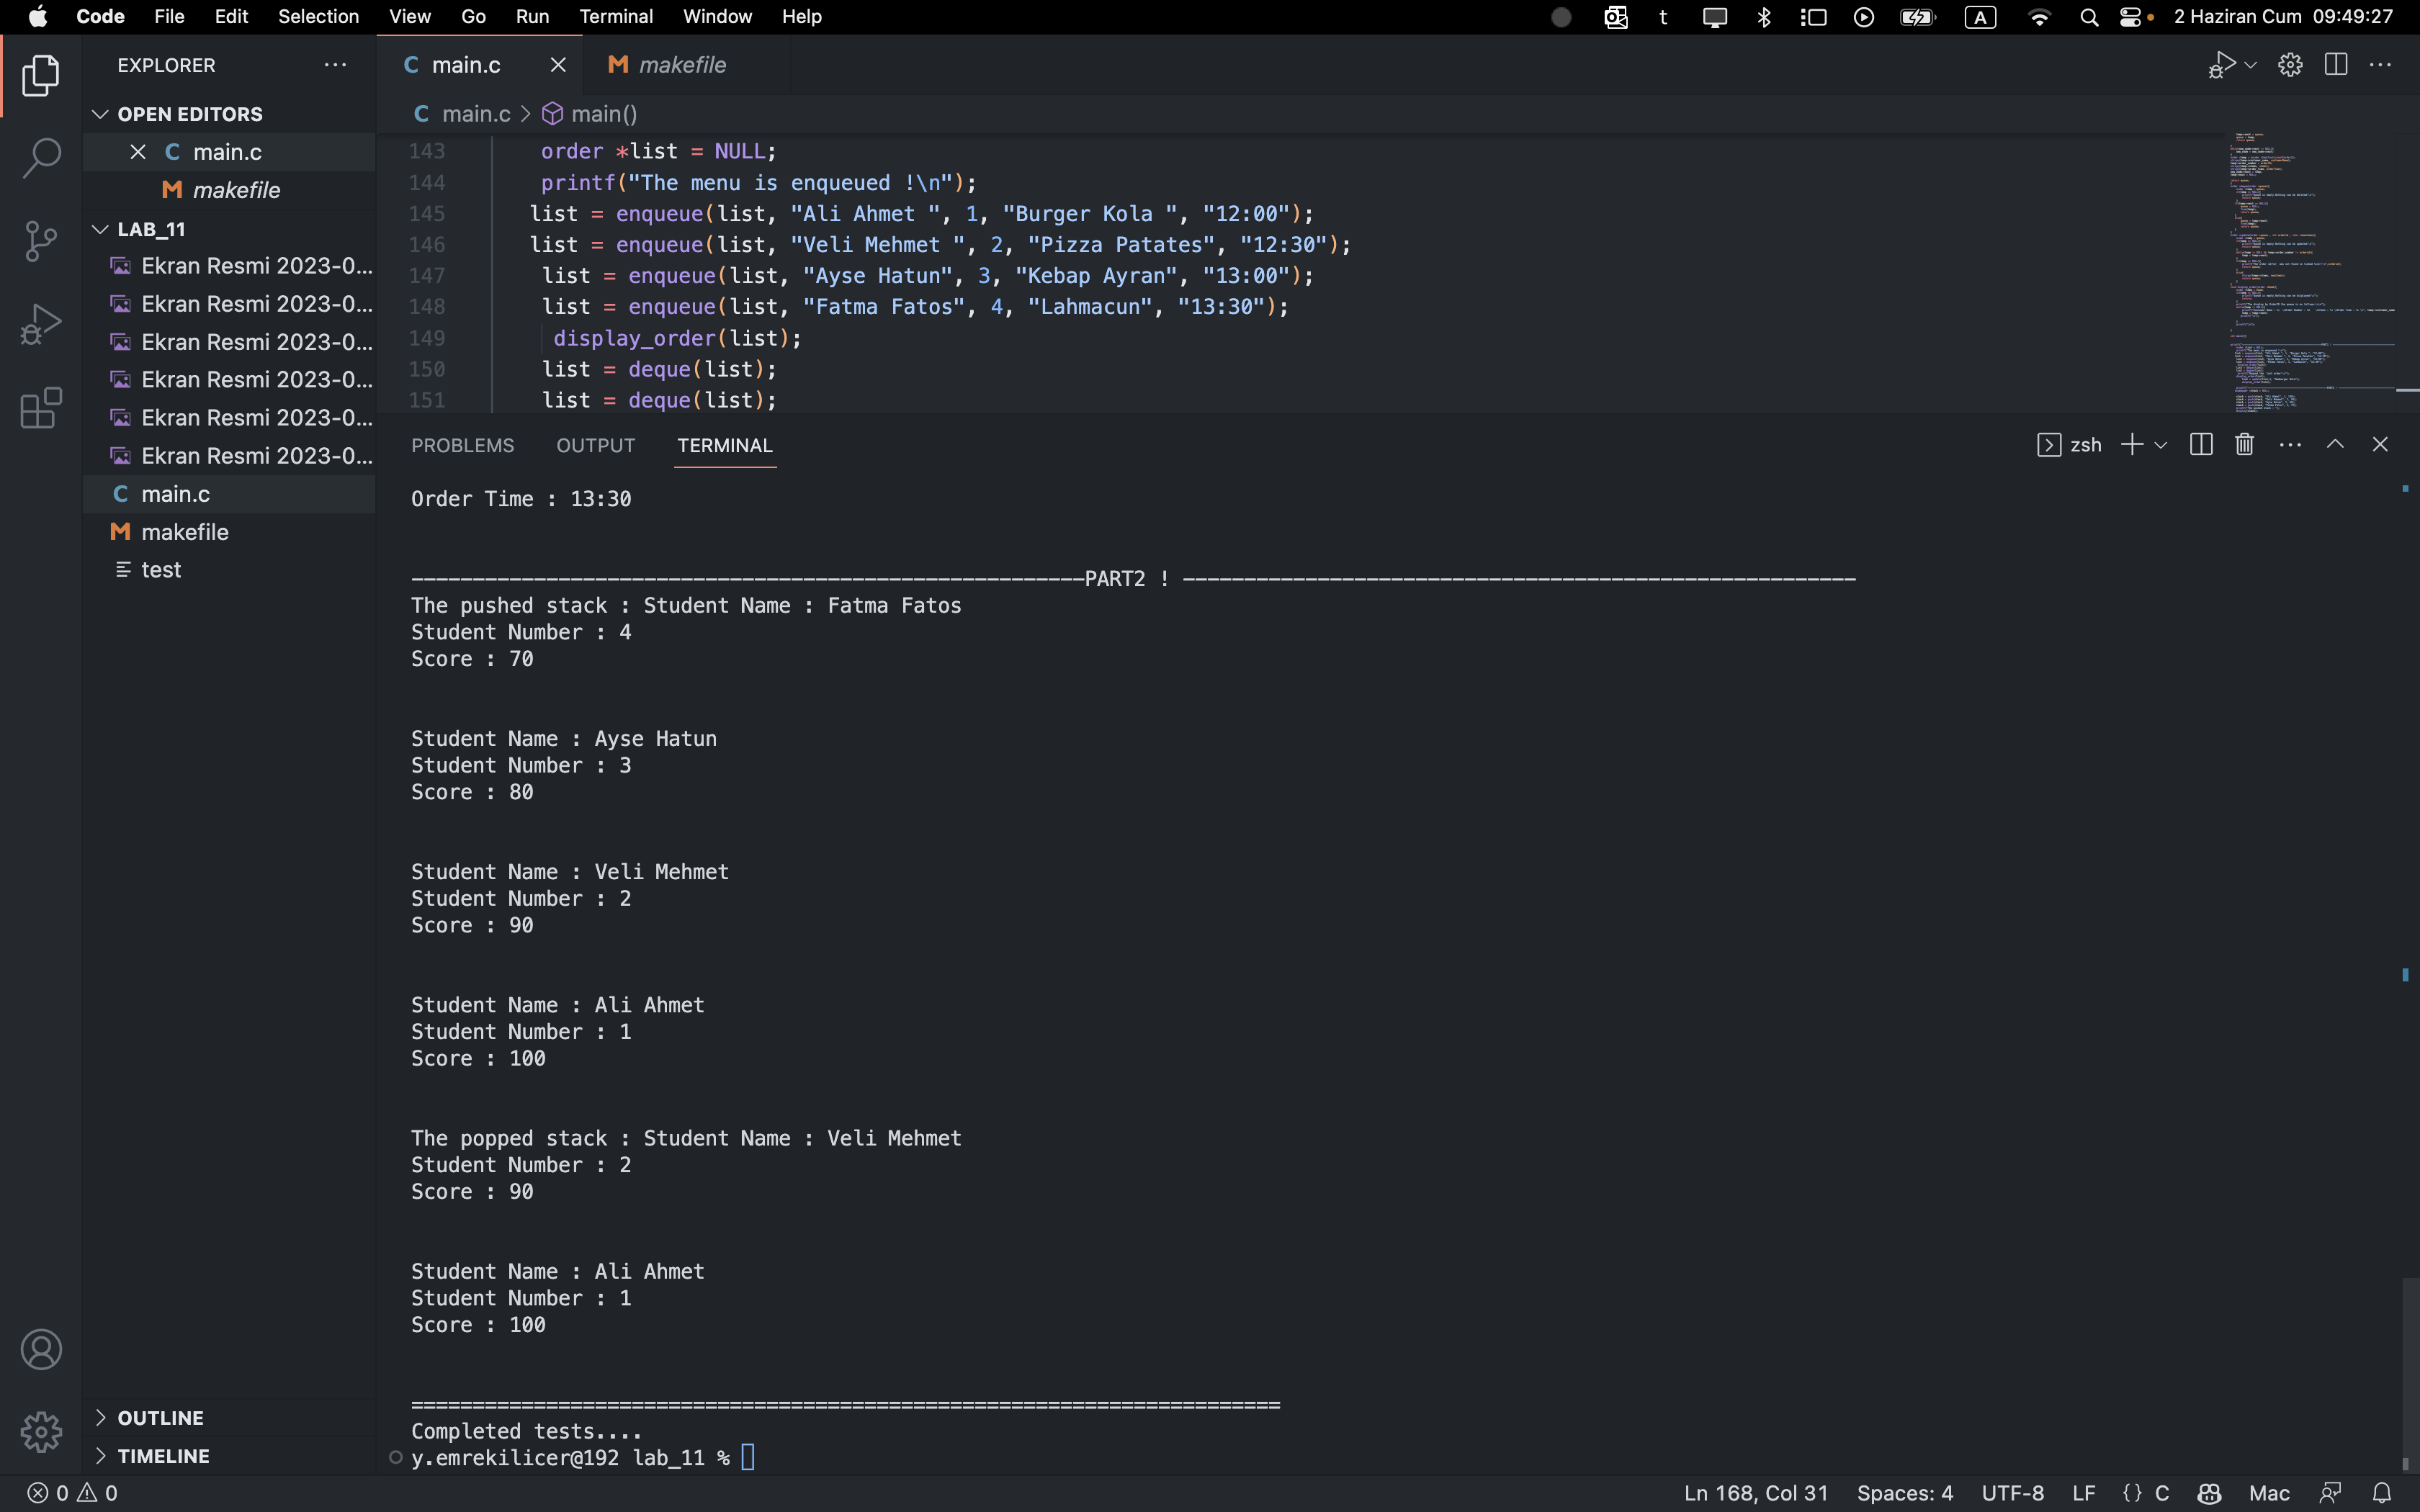 Code File Edit Selection View Go Run Terminal Window Help
t A 2 Haziran Cum 09:49:27
EXPLORER
OPEN EDITORS
C main.c
M makefile
LAB_11
Ekran Resmi 2023-0...
Ekran Resmi 2023-0...
Ekran Resmi 2023-0...
Ekran Resmi 2023-0...
Ekran Resmi 2023-0...
Ekran Resmi 2023-0...
C main.c
M makefile
test
OUTLINE
TIMELINE
C main.c M makefile
C main.c > main()
143 order *list = NULL;
144 printf("The menu is enqueued !\n");
145 list = enqueue(list, "Ali Ahmet ", 1, "Burger Kola ", "12:00");
146 list = enqueue(list, "Veli Mehmet ", 2, "Pizza Patates", "12:30");
147 list = enqueue(list, "Ayse Hatun", 3, "Kebap Ayran", "13:00");
148 list = enqueue(list, "Fatma Fatos", 4, "Lahmacun", "13:30");
149 display_order(list);
150 list = deque(list);
151 list = deque(list);
PROBLEMS OUTPUT TERMINAL
zsh
Order Time : 13:30
-------------------------------------------------------PART2 ! -------------------------------------------------------
The pushed stack : Student Name : Fatma Fatos
Student Number : 4
Score : 70
Student Name : Ayse Hatun
Student Number : 3
Score : 80
Student Name : Veli Mehmet
Student Number : 2
Score : 90
Student Name : Ali Ahmet
Student Number : 1
Score : 100
The popped stack : Student Name : Veli Mehmet
Student Number : 2
Score : 90
Student Name : Ali Ahmet
Student Number : 1
Score : 100
=======================================================================
Completed tests....
y.emrekilicer@192 lab_11 %
0 0
Ln 168, Col 31 Spaces: 4 UTF-8 LF {} C Mac